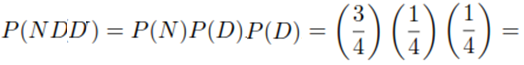 P(NDD) = P(N)P(D)P(D) = (3/4) (1/4) (1/4) =